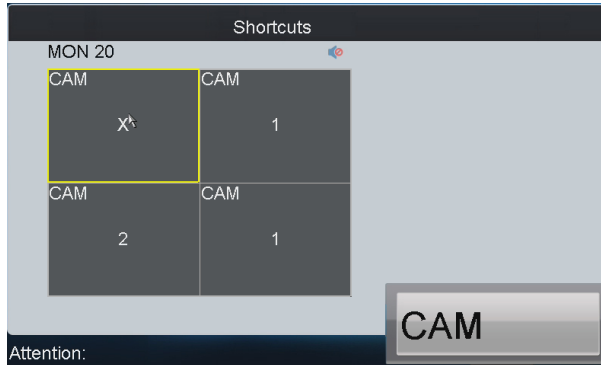 Shortcuts
MON 20
CAM CAM
X 1
CAM CAM
2 1
CAM
Attention: